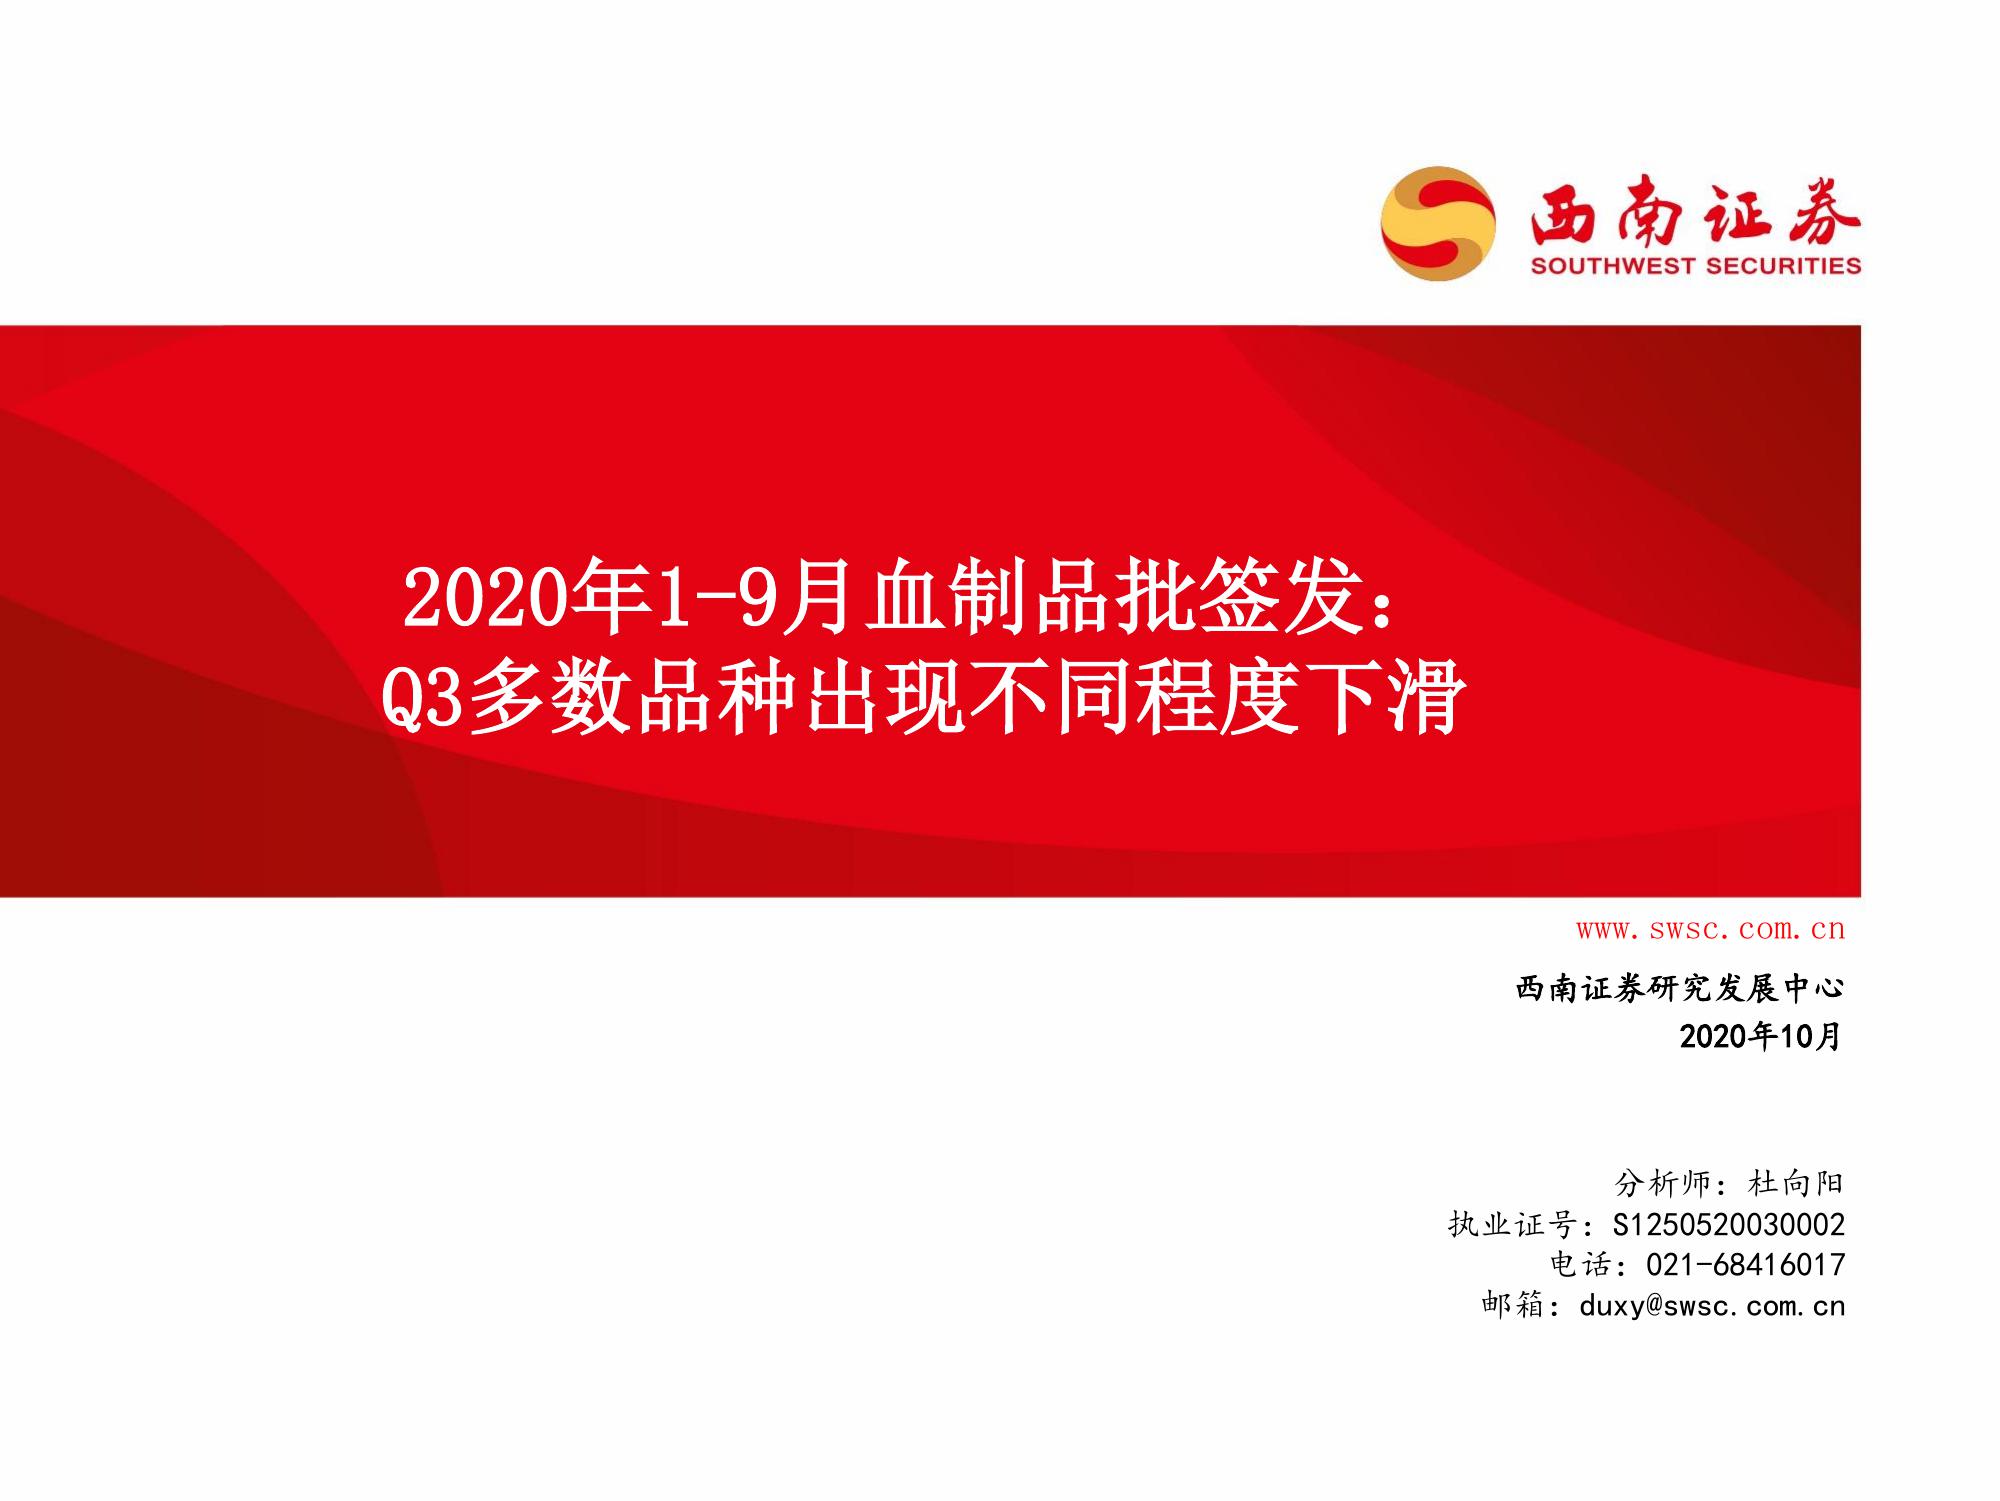 西南证券
SOUTHWEST SECURITIES
2020年1-9月血制品批签发：
Q3多数品种出现不同程度下滑
www.swsc.com.cn
西南证券研究发展中心
2020年10月
分析师：杜向阳
执业证号：S1250520030002
电话：021-68416017
邮箱：duxy@swsc.com.cn